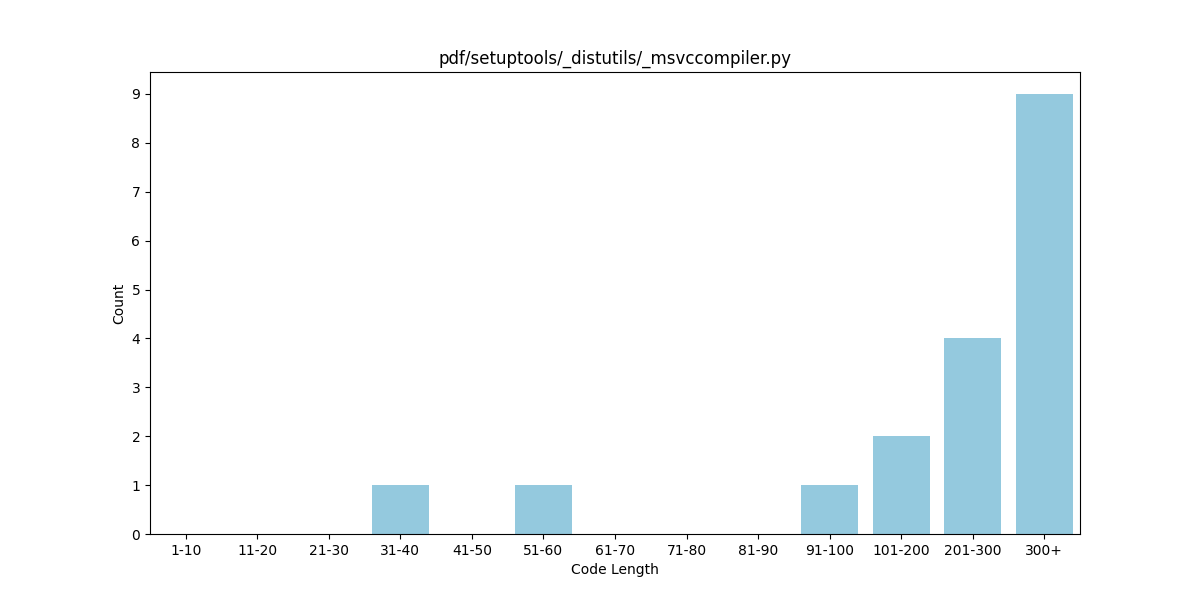 pdf/setuptools/_distutils/_msvccompiler.py
9
8
7
6
5
4
3
2
1
0
Count
1-10 11-20 21-30 31-40 41-50 51-60 61-70 71-80 81-90 91-100 101-200 201-300 300+
Code Length